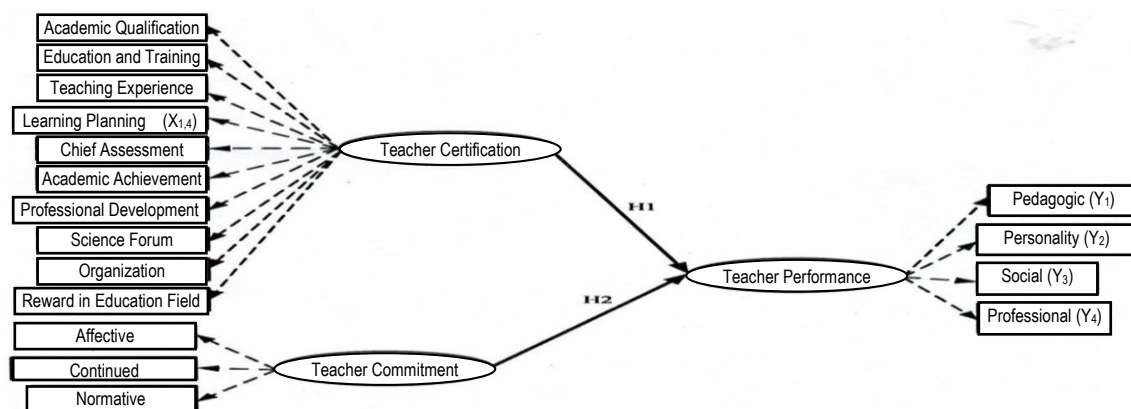 Academic Qualification
Education and Training
Teaching Experience
Learning Planning (X1,4)
Chief Assessment
Academic Achievement
Professional Development
Science Forum
Organization
Reward in Education Field
Affective
Continued
Normative
Teacher Certification
Teacher Commitment
H1
H2
Teacher Performance
Pedagogic (Y1)
Personality (Y2)
Social (Y3)
Professional (Y4)